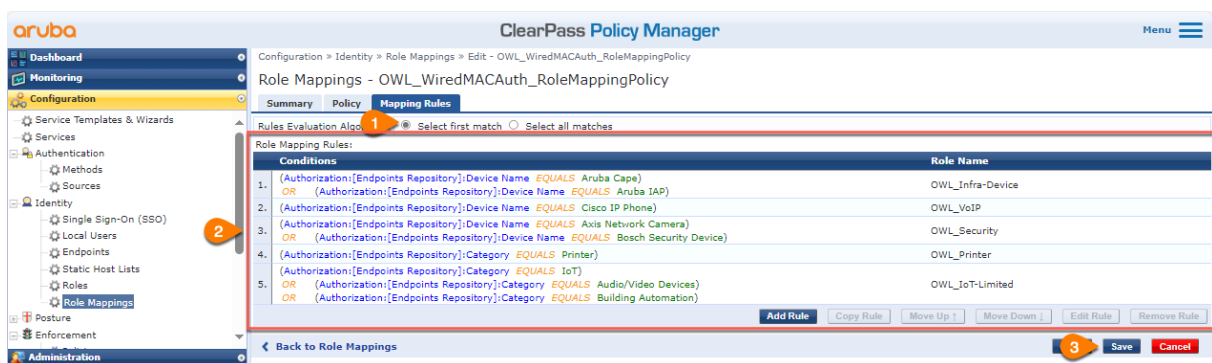 aruba
ClearPass Policy Manager
Menu
Dashboard
Monitoring
Configuration
Service Templates & Wizards
Services
Authentication
Methods
Sources
Identity
Single Sign-On (SSO)
Local Users
Endpoints
Static Host Lists
Roles
Role Mappings
Posture
Enforcement
Administration
Configuration » Identity » Role Mappings » Edit - OWL_WiredMACAuth_RoleMappingPolicy
Role Mappings - OWL_WiredMACAuth_RoleMappingPolicy
Summary Policy Mapping Rules
Rules Evaluation 1 Select first match Select all matches
2
Role Mapping Rules:
Conditions Role Name
1. (Authorization:[Endpoints Repository]:Device Name EQUALS Aruba Cape)
OR (Authorization:[Endpoints Repository]:Device Name EQUALS Aruba IAP) OWL_Infra-Device
2. (Authorization:[Endpoints Repository]:Device Name EQUALS Cisco IP Phone) OWL_VoIP
3. (Authorization:[Endpoints Repository]:Device Name EQUALS Axis Network Camera)
OR (Authorization:[Endpoints Repository]:Device Name EQUALS Bosch Security Device) OWL_Security
4. (Authorization:[Endpoints Repository]:Category EQUALS Printer) OWL_Printer
(Authorization:[Endpoints Repository]:Category EQUALS IoT)
5. OR (Authorization:[Endpoints Repository]:Category EQUALS Audio/Video Devices) OWL_IoT-Limited
OR (Authorization:[Endpoints Repository]:Category EQUALS Building Automation)
Add Rule Copy Rule Move Up ↑ Move Down ↓ Edit Rule Remove Rule
Back to Role Mappings 3 Save Cancel